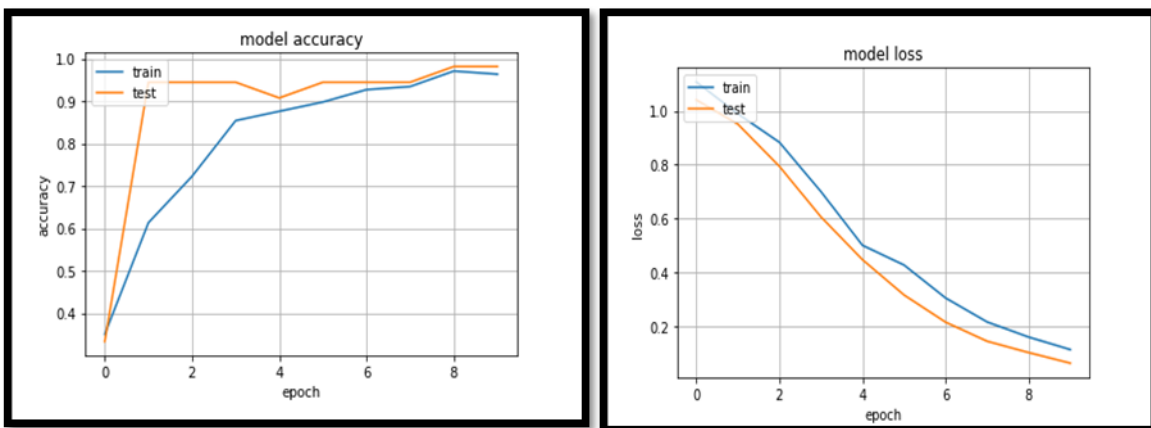 model accuracy
1.0
0.9
0.8
0.7
0.6
0.5
0.4
accuracy
train
test
0 2 4 6 8
epoch
model loss
1.0
0.8
0.6
0.4
0.2
loss
train
test
0 2 4 6 8
epoch